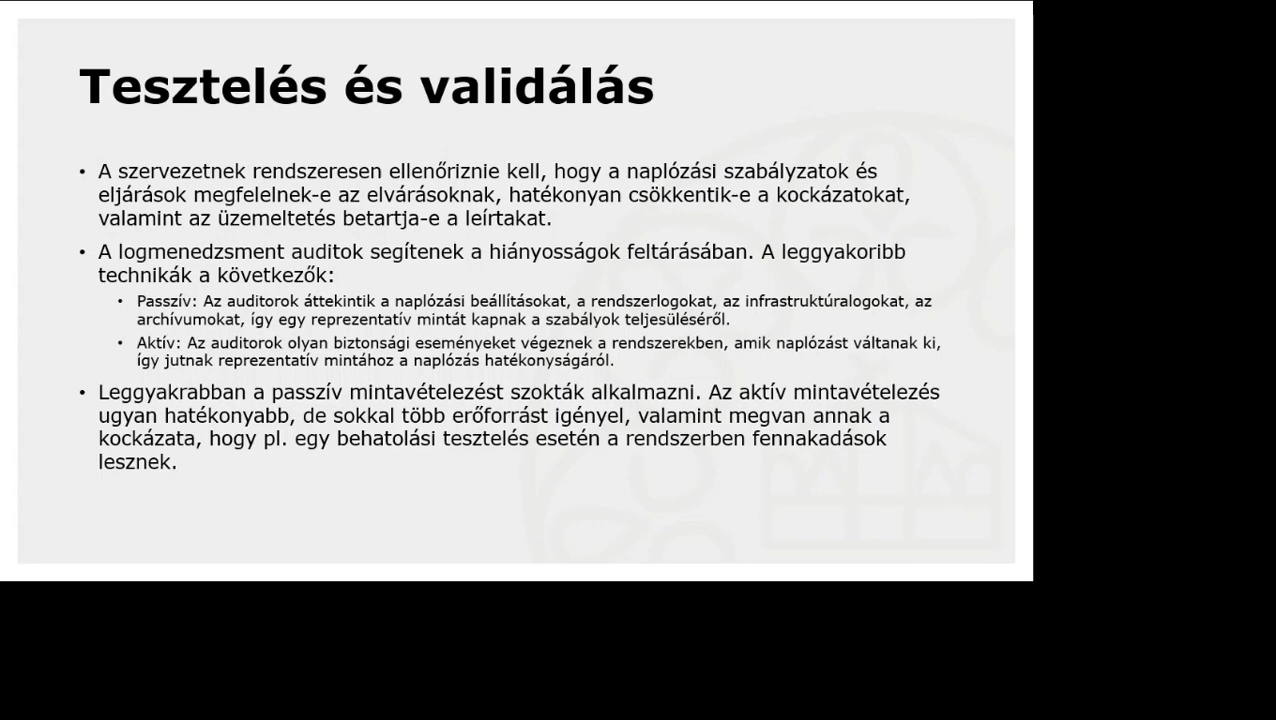 Tesztelés és validálás
• A szervezetnek rendszeresen ellenőriznie kell, hogy a naplózási szabályzatok és
eljárások megfelelnek-e az elvárásoknak, hatékonyan csökkentik-e a kockázatokat,
valamint az üzemeltetés betartja-e a leírtakat.
• A logmenedzsment auditok segítenek a hiányosságok feltárásában. A leggyakoribb
technikák a következők:
• Passzív: Az auditorok áttekintik a naplózási beállításokat, a rendszerlogokat, az infrastruktúralogokat, az
archívumokat, így egy reprezentatív mintát kapnak a szabályok teljesüléséről.
• Aktív: Az auditorok olyan biztonsági eseményeket végeznek a rendszerekben, amik naplózást váltanak ki,
így jutnak reprezentatív mintához a naplózás hatékonyságáról.
• Leggyakrabban a passzív mintavételezést szokták alkalmazni. Az aktív mintavételezés
ugyan hatékonyabb, de sokkal több erőforrást igényel, valamint megvan annak a
kockázata, hogy pl. egy behatolási tesztelés esetén a rendszerben fennakadások
lesznek.